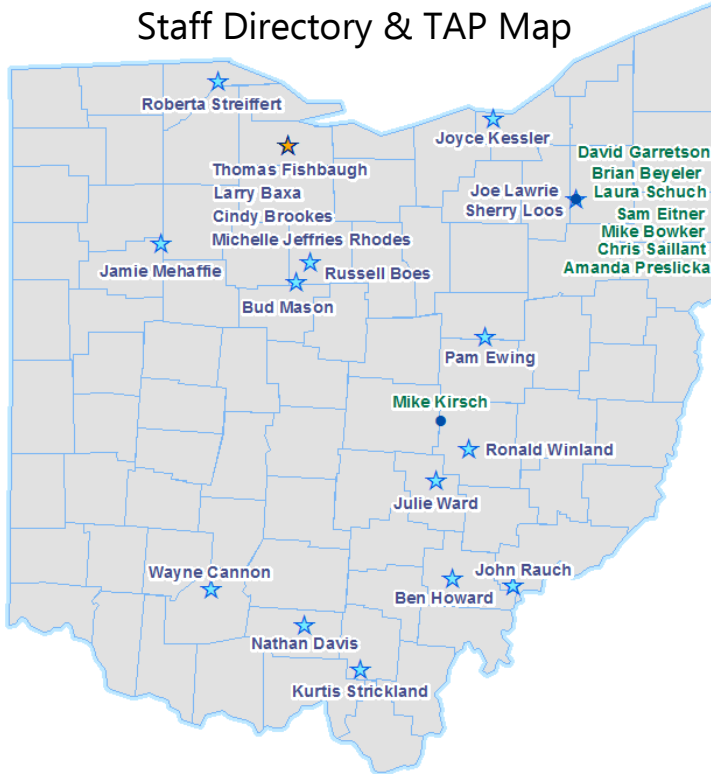 Staff Directory & TAP Map
Roberta Streiffert
Joyce Kessler
David Garretson
Thomas Fishbaugh
Brian Beyeler
Larry Baxa
Joe Lawrie
Laura Schuch
Cindy Brookes
Sherry Loos
Sam Eitner
Michelle Jeffries Rhodes
Mike Bowker
Chris Saillant
Jamie Mehaffie
Russell Boes
Amanda Preslicka
Bud Mason
Pam Ewing
Mike Kirsch
Ronald Winland
Julie Ward
Wayne Cannon
John Rauch
Ben Howard
Nathan Davis
Kurtis Strickland